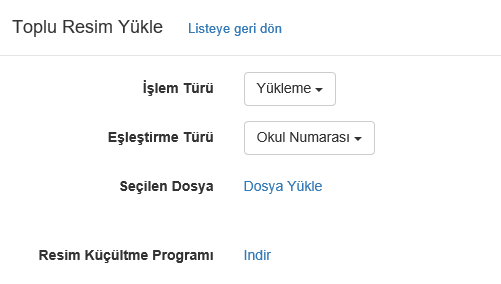 Toplu Resim Yükle Listeye geri dön
İşlem Türü Yükleme
Eşleştirme Türü Okul Numarası
Seçilen Dosya Dosya Yükle
Resim Küçültme Programı Indir